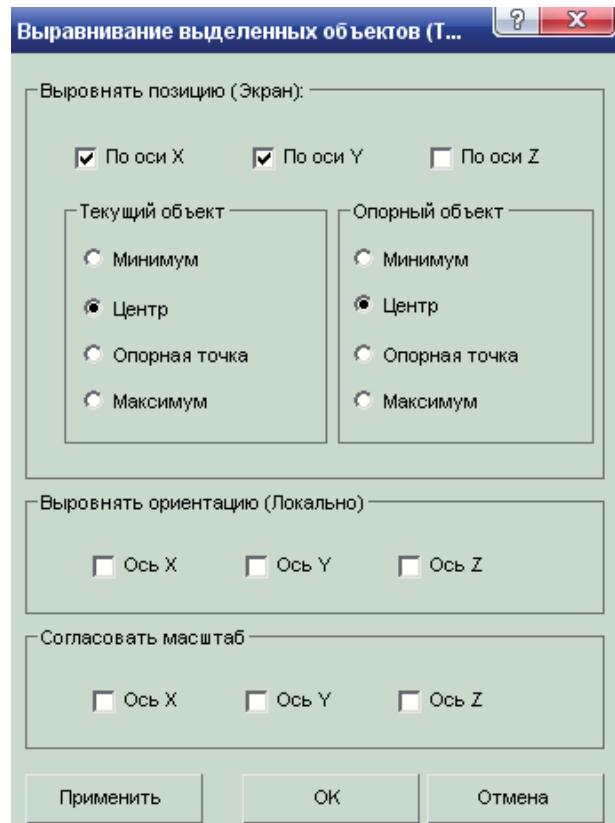 Выравнивание выделенных объектов (Т...
Выровнять позицию (Экран):
По оси X По оси Y По оси Z
Текущий объект
Минимум
Центр
Опорная точка
Максимум
Опорный объект
Минимум
Центр
Опорная точка
Максимум
Выровнять ориентацию (Локально)
Ось X Ось Y Ось Z
Согласовать масштаб
Ось X Ось Y Ось Z
Применить OK Отмена